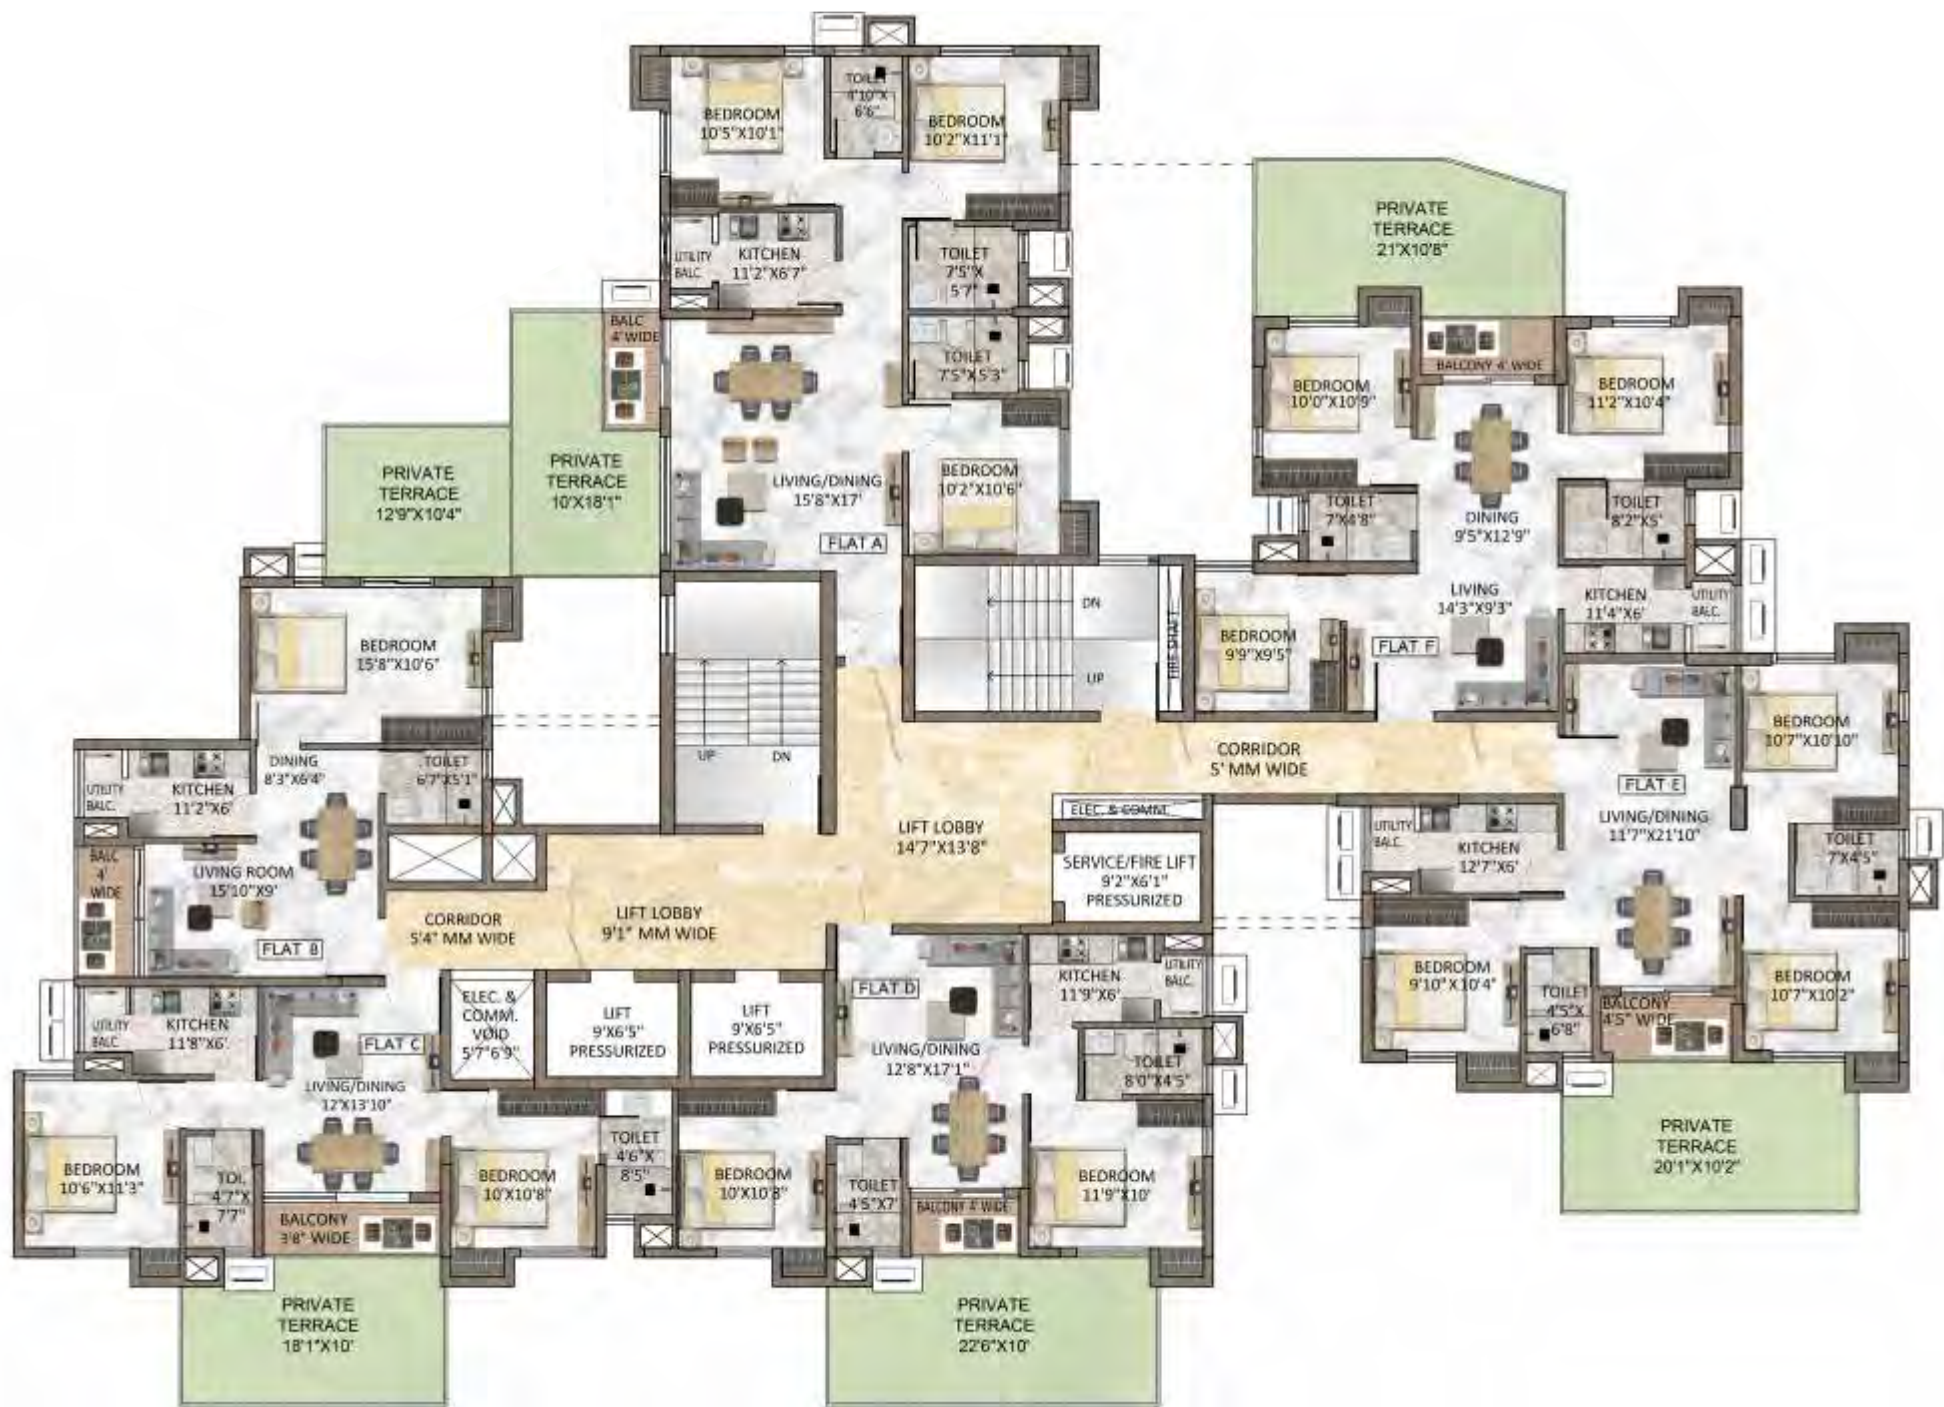 BEDROOM
10'5"X10'1"
TOILET
4'10"X
6'6"
BEDROOM
10'2"X11'1"
UTILITY
BALC.
KITCHEN
11'2"X6'7"
TOILET
7'5"X
5'7"
TOILET
7'5"X5'3"
BALC
4' WIDE
LIVING/DINING
15'8"X17'
FLAT A
BEDROOM
10'2"X10'6"
PRIVATE
TERRACE
10'X18'1"
PRIVATE
TERRACE
12'9"X10'4"
PRIVATE
TERRACE
21'X10'8"
BEDROOM
10'0"X10'9"
BALCONY 4' WIDE
BEDROOM
11'2"X10'4"
TOILET
7'X4'8"
DINING
9'5"X12'9"
TOILET
8'2"X5'
LIVING
14'3"X9'3"
KITCHEN
11'4"X6'
UTILITY
BALC.
BEDROOM
9'9"X9'5"
FLAT F
DN
UP
UP
DN
BEDROOM
15'8"X10'6"
DINING
8'3"X6'4"
TOILET
6'7"X5'1"
UTILITY
BALC.
KITCHEN
11'2"X6'
BALC
4'
WIDE
LIVING ROOM
15'10"X9'
FLAT B
CORRIDOR
5'4" MM WIDE
LIFT LOBBY
9'1" MM WIDE
LIFT LOBBY
14'7"X13'8"
CORRIDOR
5' MM WIDE
ELEC. & COMM.
SERVICE/FIRE LIFT
9'2"X6'1"
PRESSURIZED
FLAT E
LIVING/DINING
11'7"X21'10"
BEDROOM
10'7"X10'10"
UTILITY
BALC.
KITCHEN
12'7"X6'
TOILET
7'X4'5"
BEDROOM
9'10"X10'4"
TOILET
4'5"X
6'8"
BALCONY
4'5" WIDE
BEDROOM
10'7"X10'2"
PRIVATE
TERRACE
20'1"X10'2"
UTILITY
BALC
KITCHEN
11'8"X6'
FLAT C
LIVING/DINING
12'X13'10"
ELEC. &
COMM.
VOID
5'7"6'9"
LIFT
9'X6'5"
PRESSURIZED
LIFT
9'X6'5"
PRESSURIZED
FLAT D
LIVING/DINING
12'8"X17'1"
KITCHEN
11'9"X6'
UTILITY
BALC.
TOILET
8'0"X4'5"
BEDROOM
10'6"X11'3"
TOI.
4'7"X
7'7"
BALCONY
3'8" WIDE
BEDROOM
10'X10'8"
TOILET
4'6"X
8'5"
BEDROOM
10'X10'8"
TOILET
4'5"X7'
BALCONY 4' WIDE
BEDROOM
11'9"X10'
PRIVATE
TERRACE
18'1"X10'
PRIVATE
TERRACE
22'6"X10'